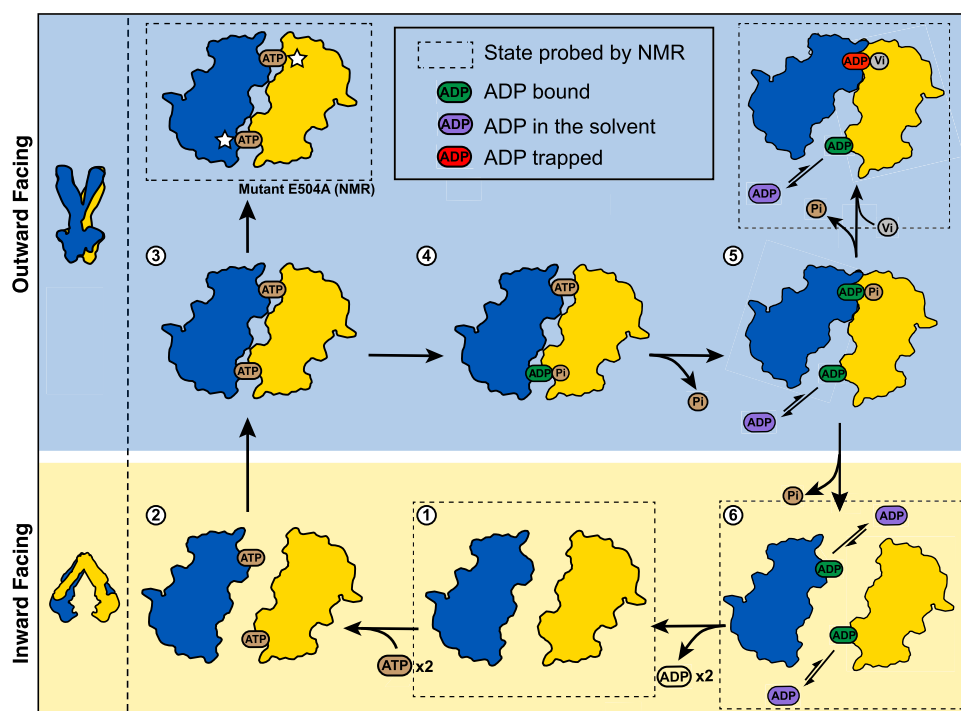 Outward Facing
Inward Facing
ATP
ATP
Mutant E504A (NMR)
State probed by NMR
ADP ADP bound
ADP ADP in the solvent
ADP ADP trapped
ADP Vi
ADP
ADP
Pi
Vi
3
ATP
ATP
4
ATP
ADP Pi
Pi
5
ADP Pi
ADP
ADP
Pi
2
ATP
ATP
ATP x2
1
ADP x2
6
ADP
ADP
ADP
ADP